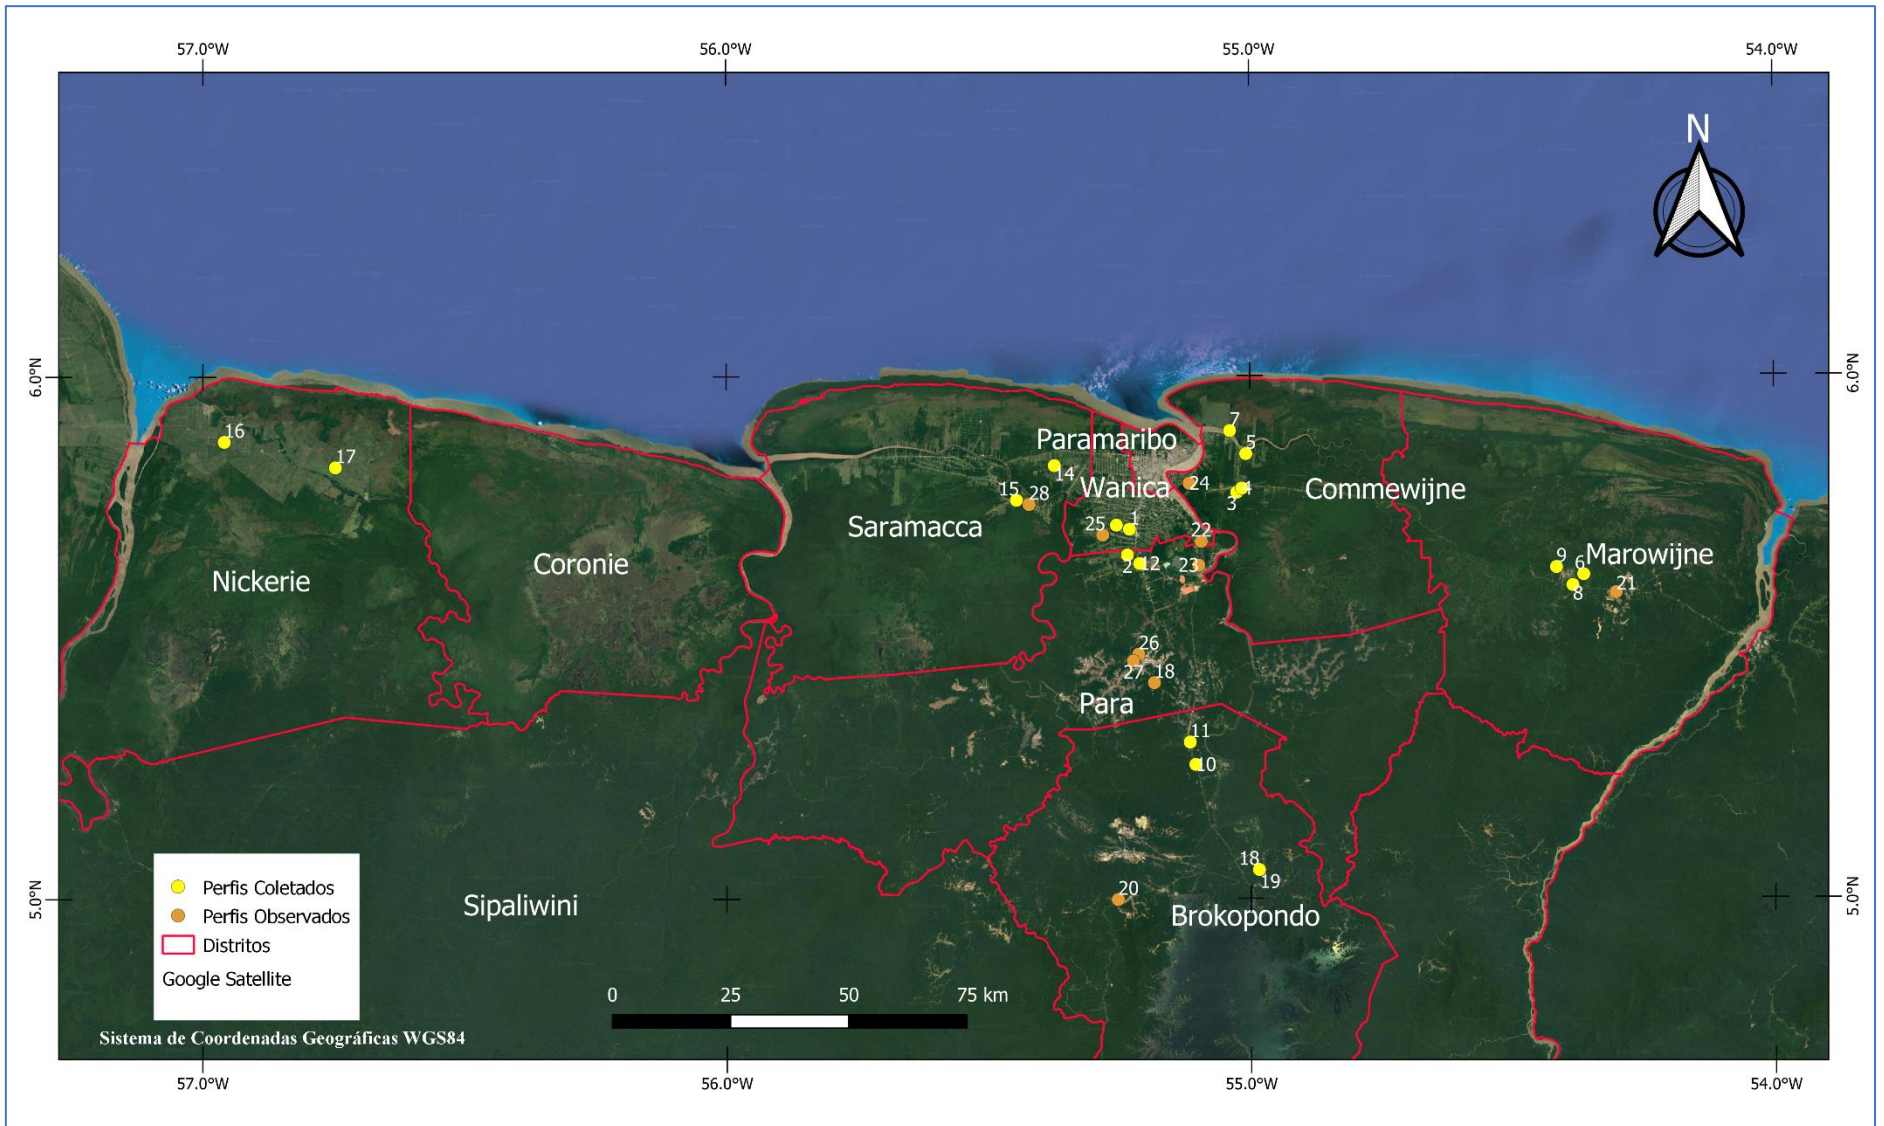 57.0°W 56.0°W 55.0°W 54.0°W
N
6.0°N 6.0°N
7
16
5
Paramaribo
17
14
24 4
Wanica Commewijne
15 28 3
Saramacca 25 1 22
Coronie 2 12 23
9 6 Marowijne
Nickerie
8 21
26
27 18
Para
11
10
18
19
5.0°N 20 5.0°N
Sipaliwini Brokopondo
Perfis Coletados
Perfis Observados
Distritos
Google Satellite
0 25 50 75 km
Sistema de Coordenadas Geográficas WGS84
57.0°W 56.0°W 55.0°W 54.0°W